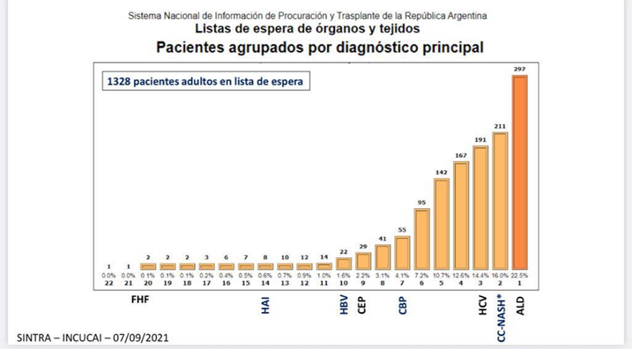 Sistema Nacional de Información de Procuración y Trasplante de la República Argentina
Listas de espera de órganos y tejidos
Pacientes agrupados por diagnóstico principal
1328 pacientes adultos en lista de espera
1 1 2 2 2 3 6 7 8 10 12 14 22 29 41 55 95 142 167 191 211 297
0.0% 0.0% 0.1% 0.1% 0.1% 0.2% 0.4% 0.5% 0.6% 0.7% 0.9% 1.0% 1.6% 2.2% 3.1% 4.1% 7.2% 10.7% 12.6% 14.4% 16.0% 22.5%
22 21 20 19 18 17 16 15 14 13 12 11 10 9 8 7 6 5 4 3 2 1
FHF HAI HBV CEP CBP HCV CC-NASH* ALD
SINTRA – INCUCAI – 07/09/2021